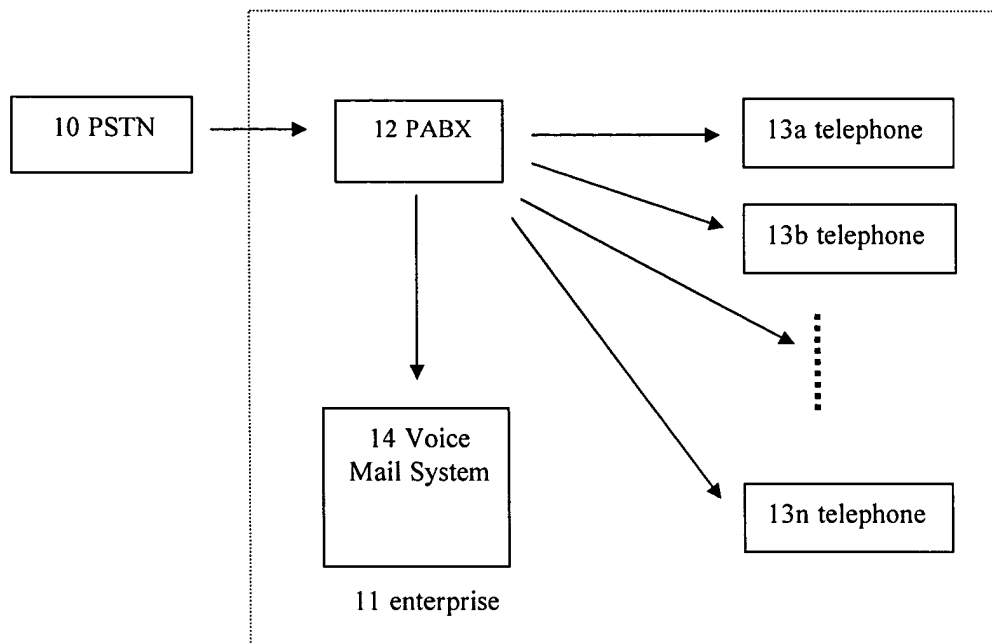 10 PSTN
12 PABX
13a telephone
13b telephone
14 Voice
Mail System
13n telephone
11 enterprise